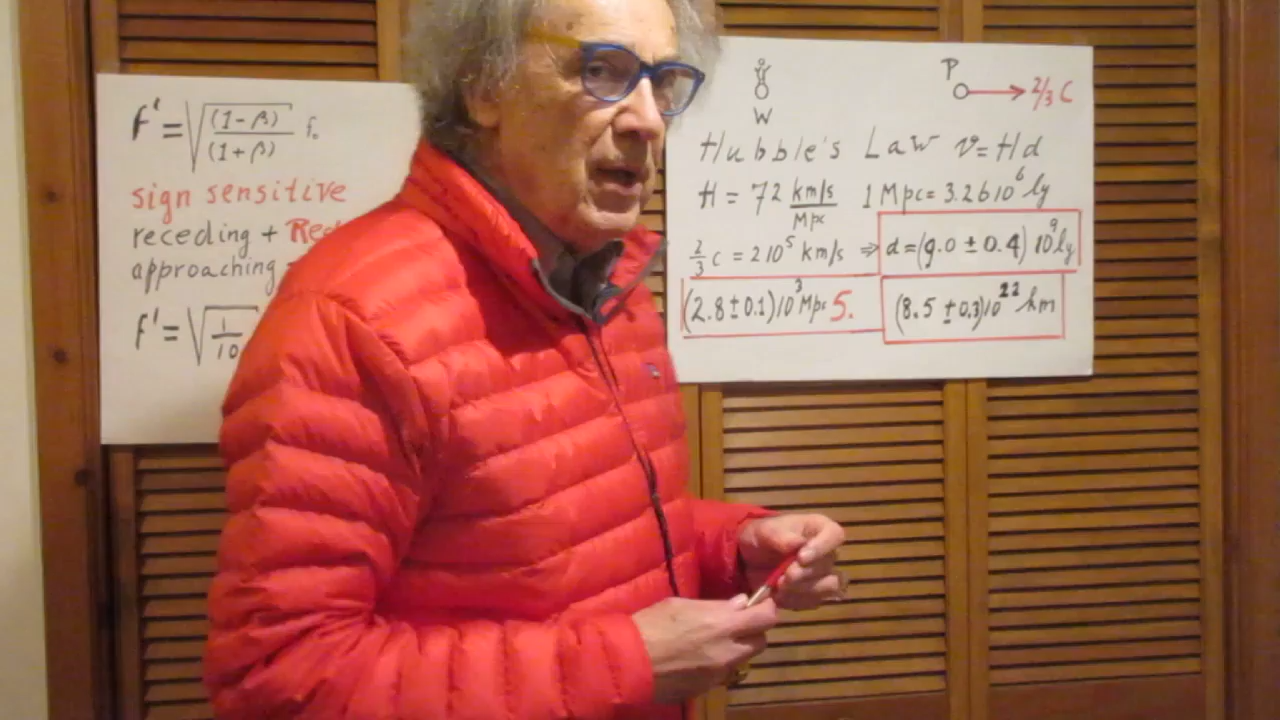 f' = √(1-β)/(1+β) f₀
sign sensitive
receding + Red
approaching
f' = √1/10
W
P
2/3 C
Hubble's Law v=Hd
H = 72 km/s/Mpc 1 Mpc = 3.26 10⁶ ly
2/3 c = 2 10⁵ km/s ⇒ d = (9.0 ± 0.4) 10⁹ ly
(2.8 ± 0.1) 10³ Mpc 5. (8.5 ± 0.3) 10²² km